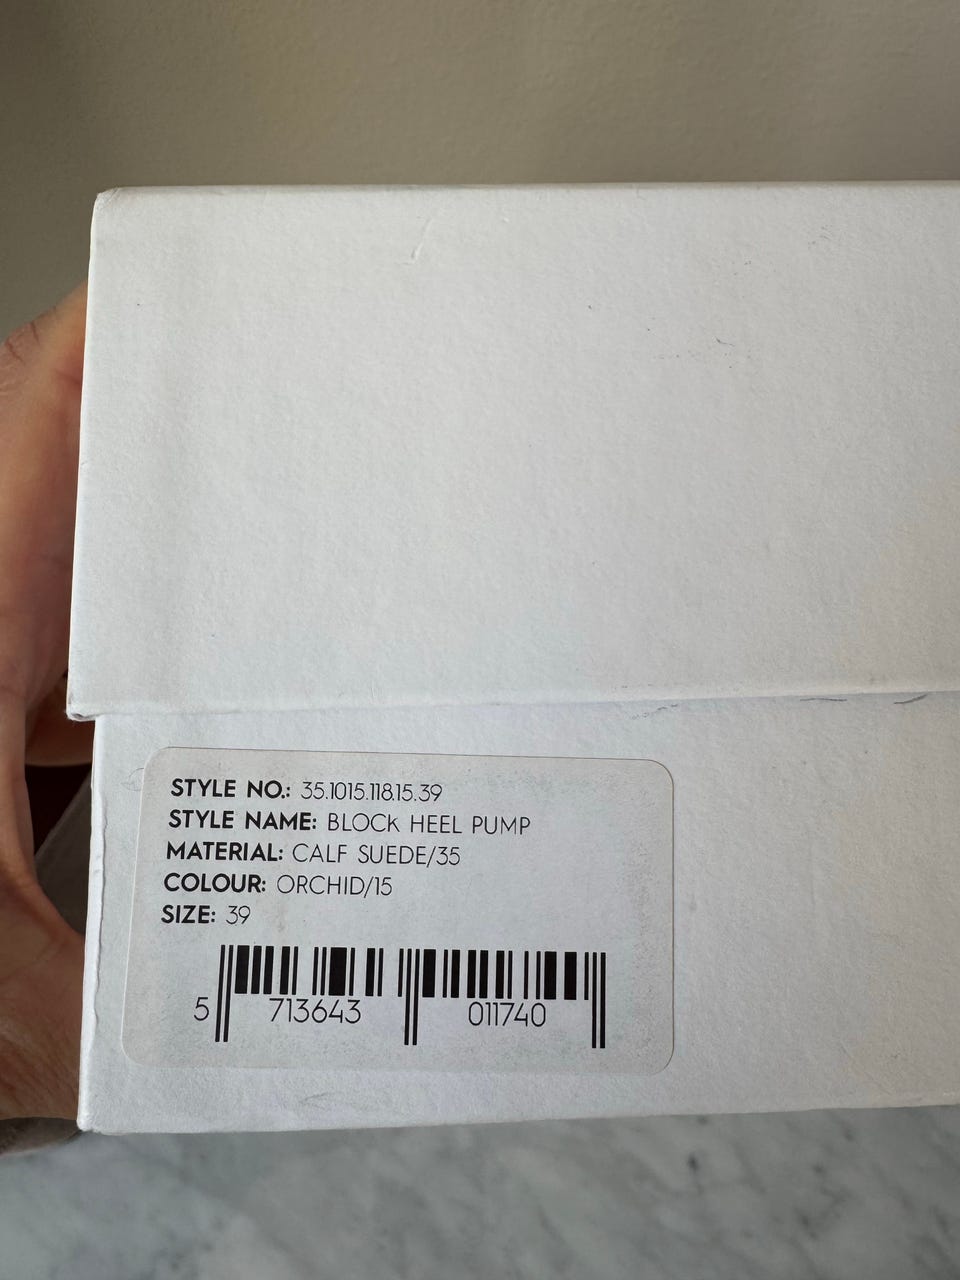 STYLE NO.: 35.1015.118.15.39
STYLE NAME: BLOCK HEEL PUMP
MATERIAL: CALF SUEDE/35
COLOUR: ORCHID/15
SIZE: 39
5 713643 011740